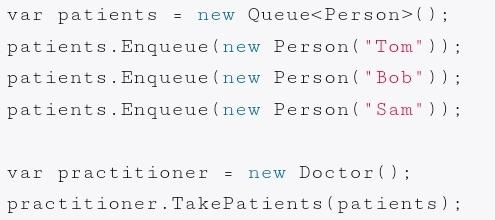 var patients = new Queue<Person>();
patients.Enqueue(new Person("Tom"));
patients.Enqueue(new Person("Bob"));
patients.Enqueue(new Person("Sam"));
var practitioner = new Doctor();
practitioner.TakePatients(patients);